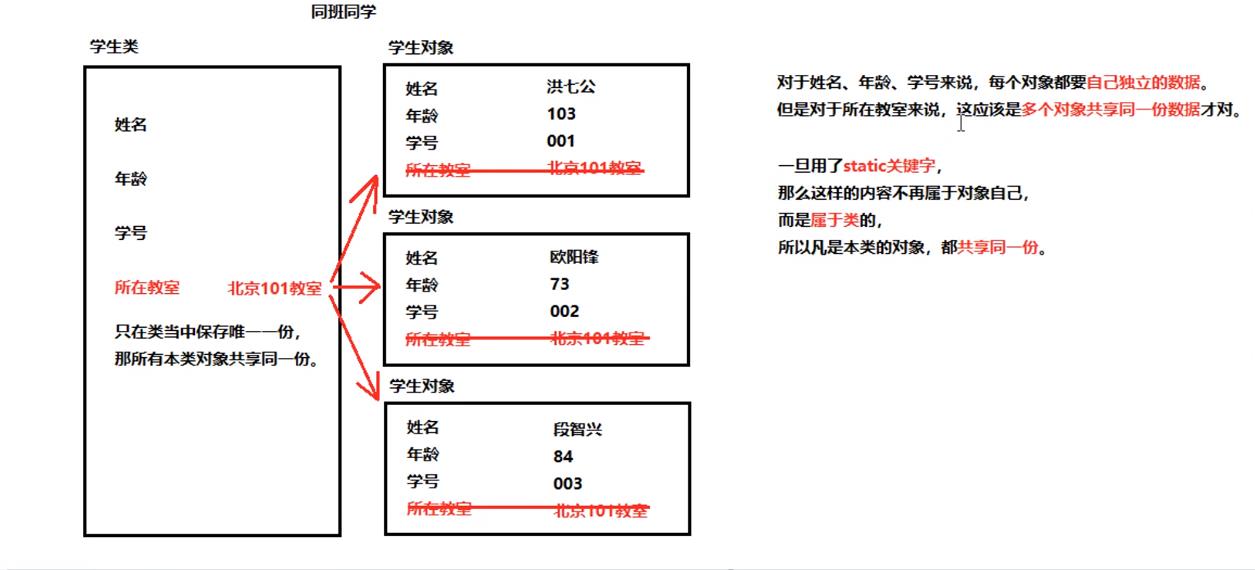 同班同学
学生类
姓名
年龄
学号
所在教室 北京101教室
只在类当中保存唯一一份，
那所有本类对象共享同一份。
学生对象
姓名 洪七公
年龄 103
学号 001
所在教室 北京101教室
学生对象
姓名 欧阳锋
年龄 73
学号 002
所在教室 北京101教室
学生对象
姓名 段智兴
年龄 84
学号 003
所在教室 北京101教室
对于姓名、年龄、学号来说，每个对象都要自己独立的数据。
但是对于所在教室来说，这应该是多个对象共享同一份数据才对。
一旦用了static关键字，
那么这样的内容不再属于对象自己，
而是属于类的，
所以凡是本类的对象，都共享同一份。